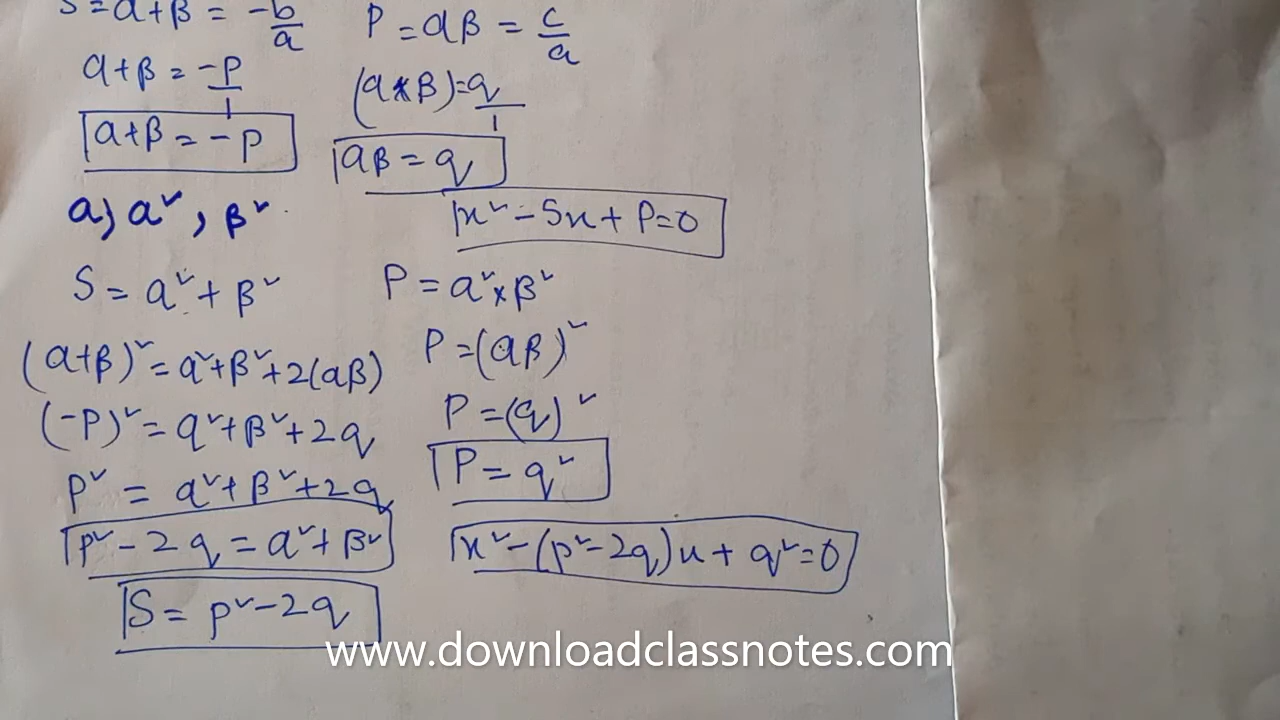 S = α+β = -b/a
P = αβ = c/a
α+β = -P/1
(α×β) = q/1
α+β = -P
αβ = q
a) α², β²
x² - Sx + P = 0
S = α² + β²
P = α² × β²
(α+β)² = α²+β²+2(αβ)
P = (αβ)²
(-P)² = α²+β²+2q
P = (q)²
P² = α²+β²+2q
P = q²
P² - 2q = α²+β²
x² - (P² - 2q)x + q² = 0
S = P² - 2q
www.downloadclassnotes.com